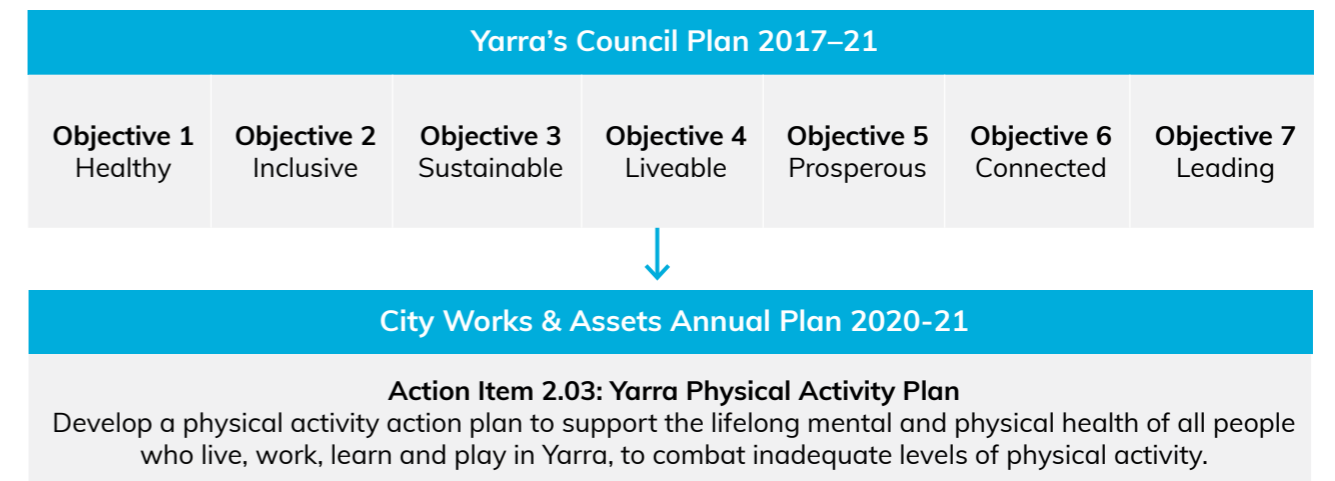 Yarra’s Council Plan 2017–21
Objective 1
Healthy
Objective 2
Inclusive
Objective 3
Sustainable
Objective 4
Liveable
Objective 5
Prosperous
Objective 6
Connected
Objective 7
Leading
City Works & Assets Annual Plan 2020-21
Action Item 2.03: Yarra Physical Activity Plan
Develop a physical activity action plan to support the lifelong mental and physical health of all people
who live, work, learn and play in Yarra, to combat inadequate levels of physical activity.